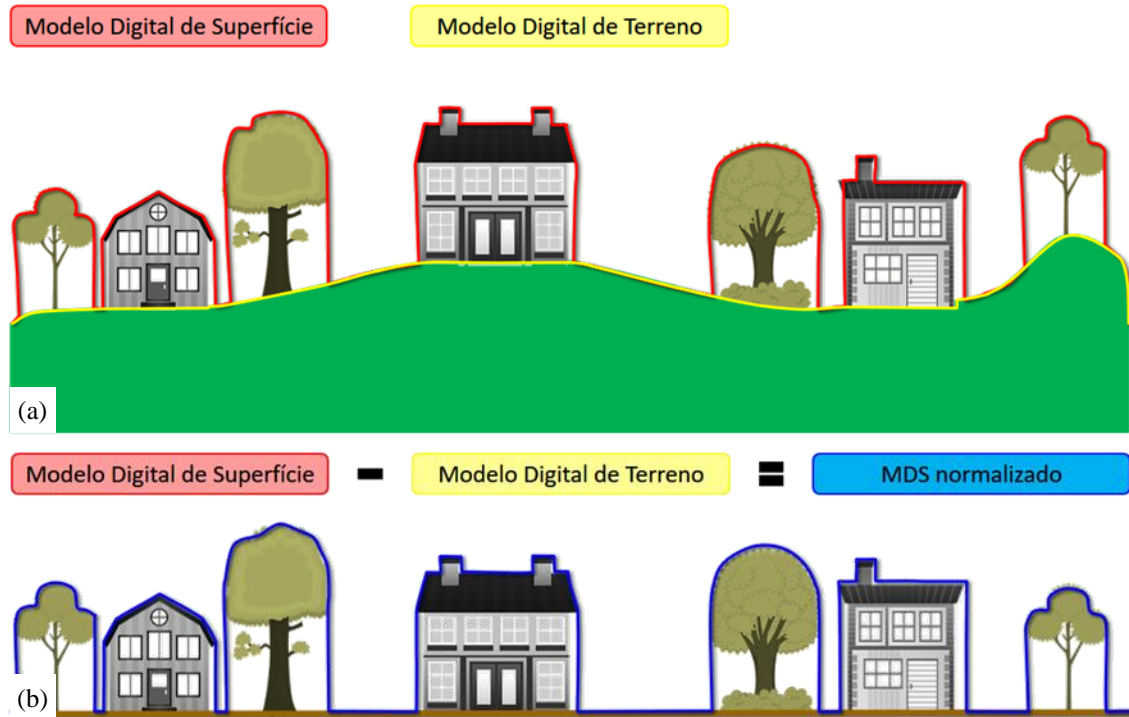 Modelo Digital de Superfície
Modelo Digital de Terreno
(a)
Modelo Digital de Superfície - Modelo Digital de Terreno = MDS normalizado
(b)